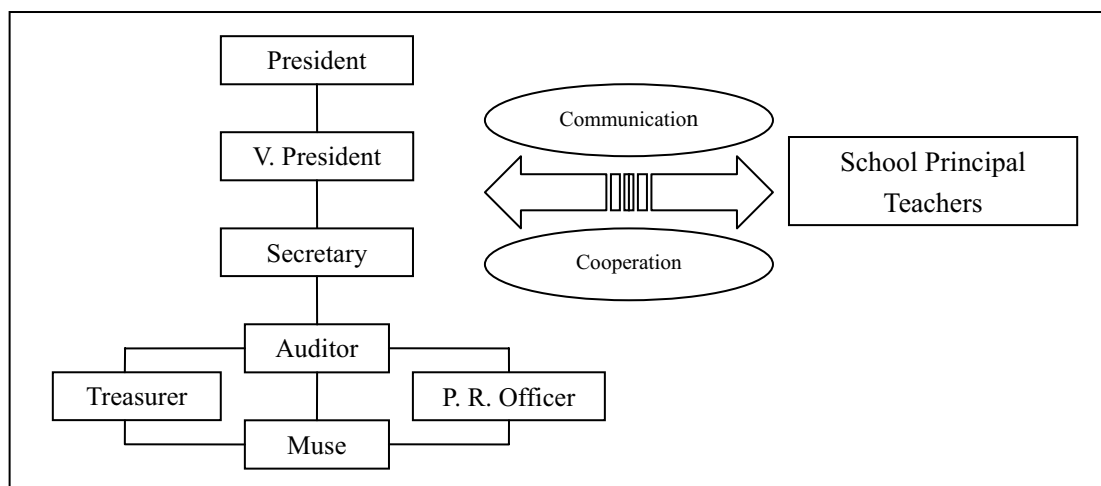 President
V. President
Secretary
Auditor
Treasurer
P. R. Officer
Muse
Communication
Cooperation
School Principal
Teachers